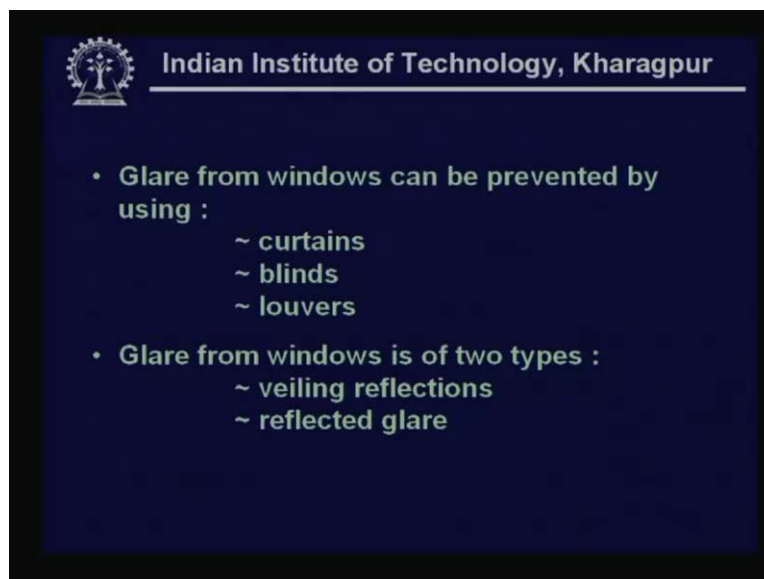 Indian Institute of Technology, Kharagpur
• Glare from windows can be prevented by
using :
~ curtains
~ blinds
~ louvers
• Glare from windows is of two types :
~ veiling reflections
~ reflected glare